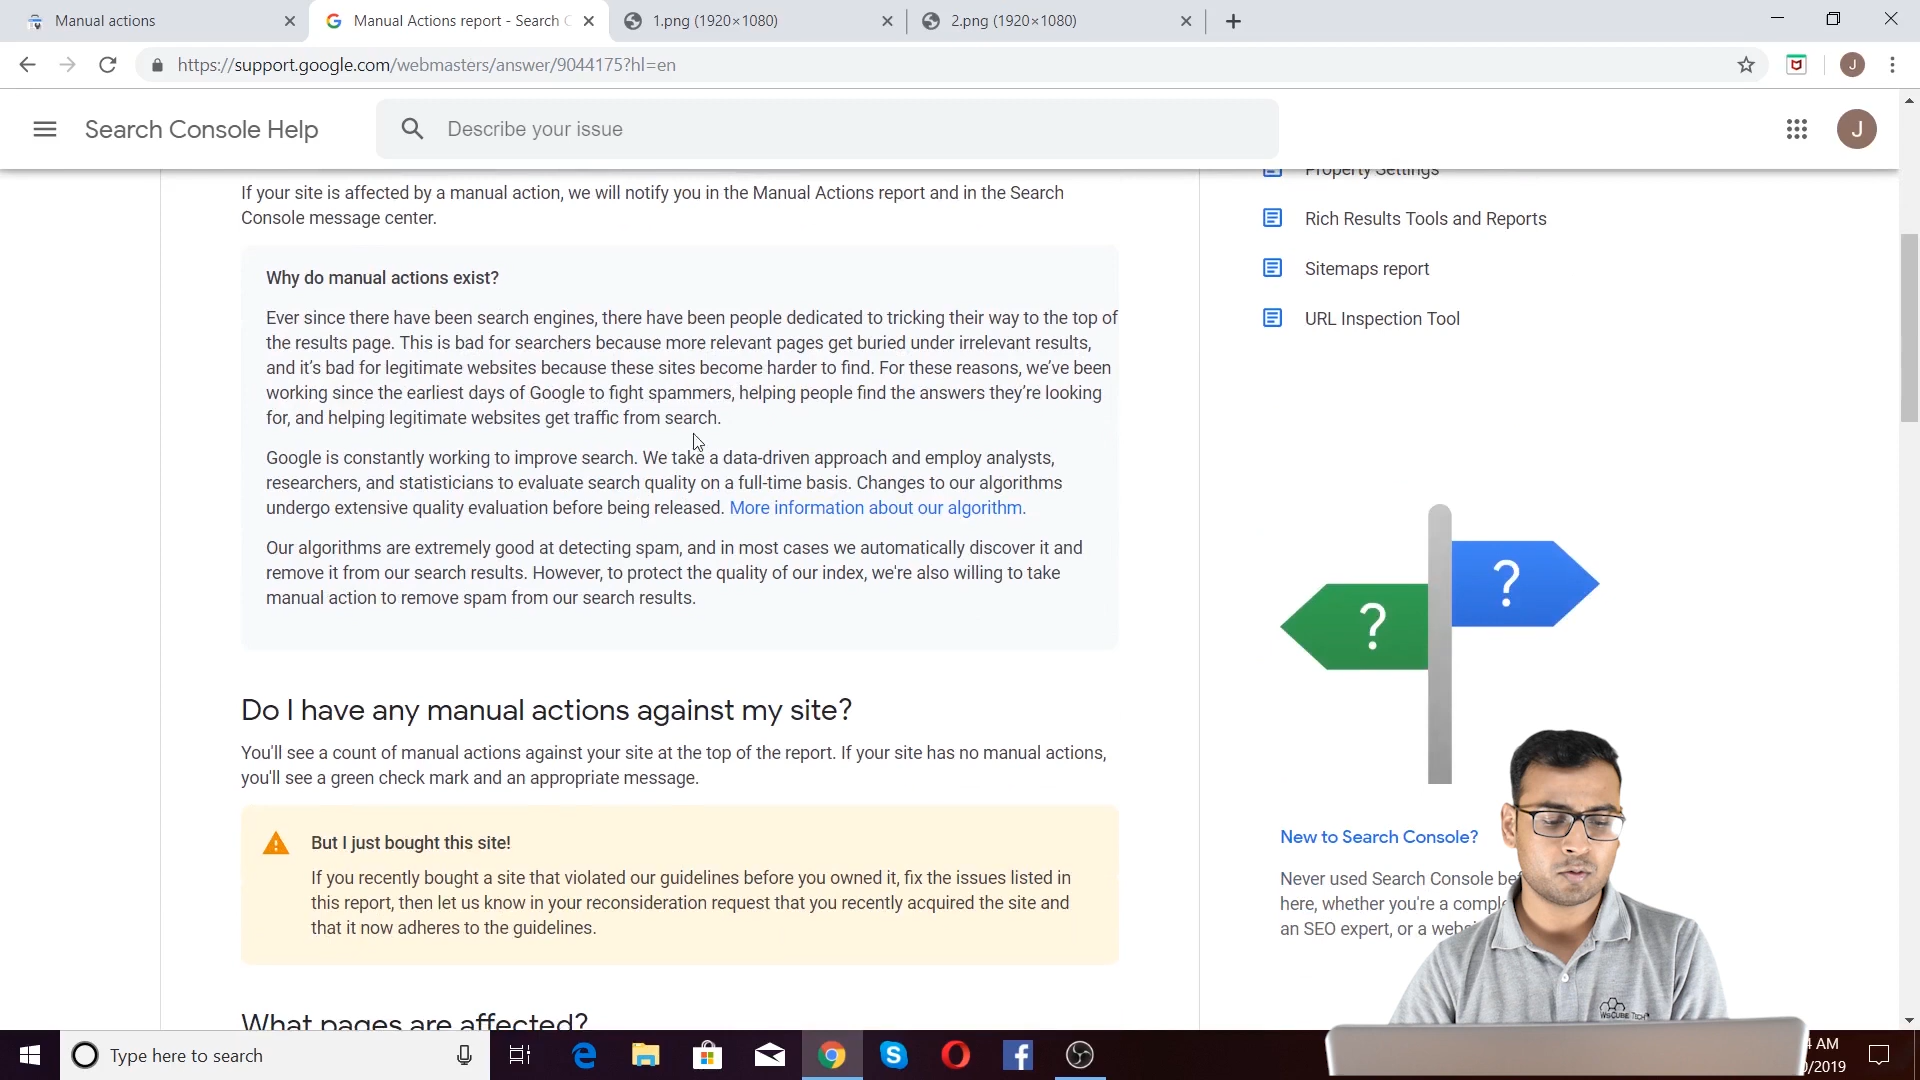 Manual actions
Manual Actions report - Search C
1.png (1920×1080)
2.png (1920×1080)
https://support.google.com/webmasters/answer/9044175?hl=en
J
Search Console Help
Describe your issue
J
If your site is affected by a manual action, we will notify you in the Manual Actions report and in the Search
Console message center.
Why do manual actions exist?
Ever since there have been search engines, there have been people dedicated to tricking their way to the top of
the results page. This is bad for searchers because more relevant pages get buried under irrelevant results,
and it's bad for legitimate websites because these sites become harder to find. For these reasons, we've been
working since the earliest days of Google to fight spammers, helping people find the answers they're looking
for, and helping legitimate websites get traffic from search.
Google is constantly working to improve search. We take a data-driven approach and employ analysts,
researchers, and statisticians to evaluate search quality on a full-time basis. Changes to our algorithms
undergo extensive quality evaluation before being released. More information about our algorithm.
Our algorithms are extremely good at detecting spam, and in most cases we automatically discover it and
remove it from our search results. However, to protect the quality of our index, we're also willing to take
manual action to remove spam from our search results.
Do I have any manual actions against my site?
You'll see a count of manual actions against your site at the top of the report. If your site has no manual actions,
you'll see a green check mark and an appropriate message.
But I just bought this site!
If you recently bought a site that violated our guidelines before you owned it, fix the issues listed in
this report, then let us know in your reconsideration request that you recently acquired the site and
that it now adheres to the guidelines.
What pages are affected?
Property Settings
Rich Results Tools and Reports
Sitemaps report
URL Inspection Tool
?
?
New to Search Console?
Never used Search Console be
here, whether you're a comple
an SEO expert, or a webs
WsCube Tech
Type here to search
4 AM
/2019